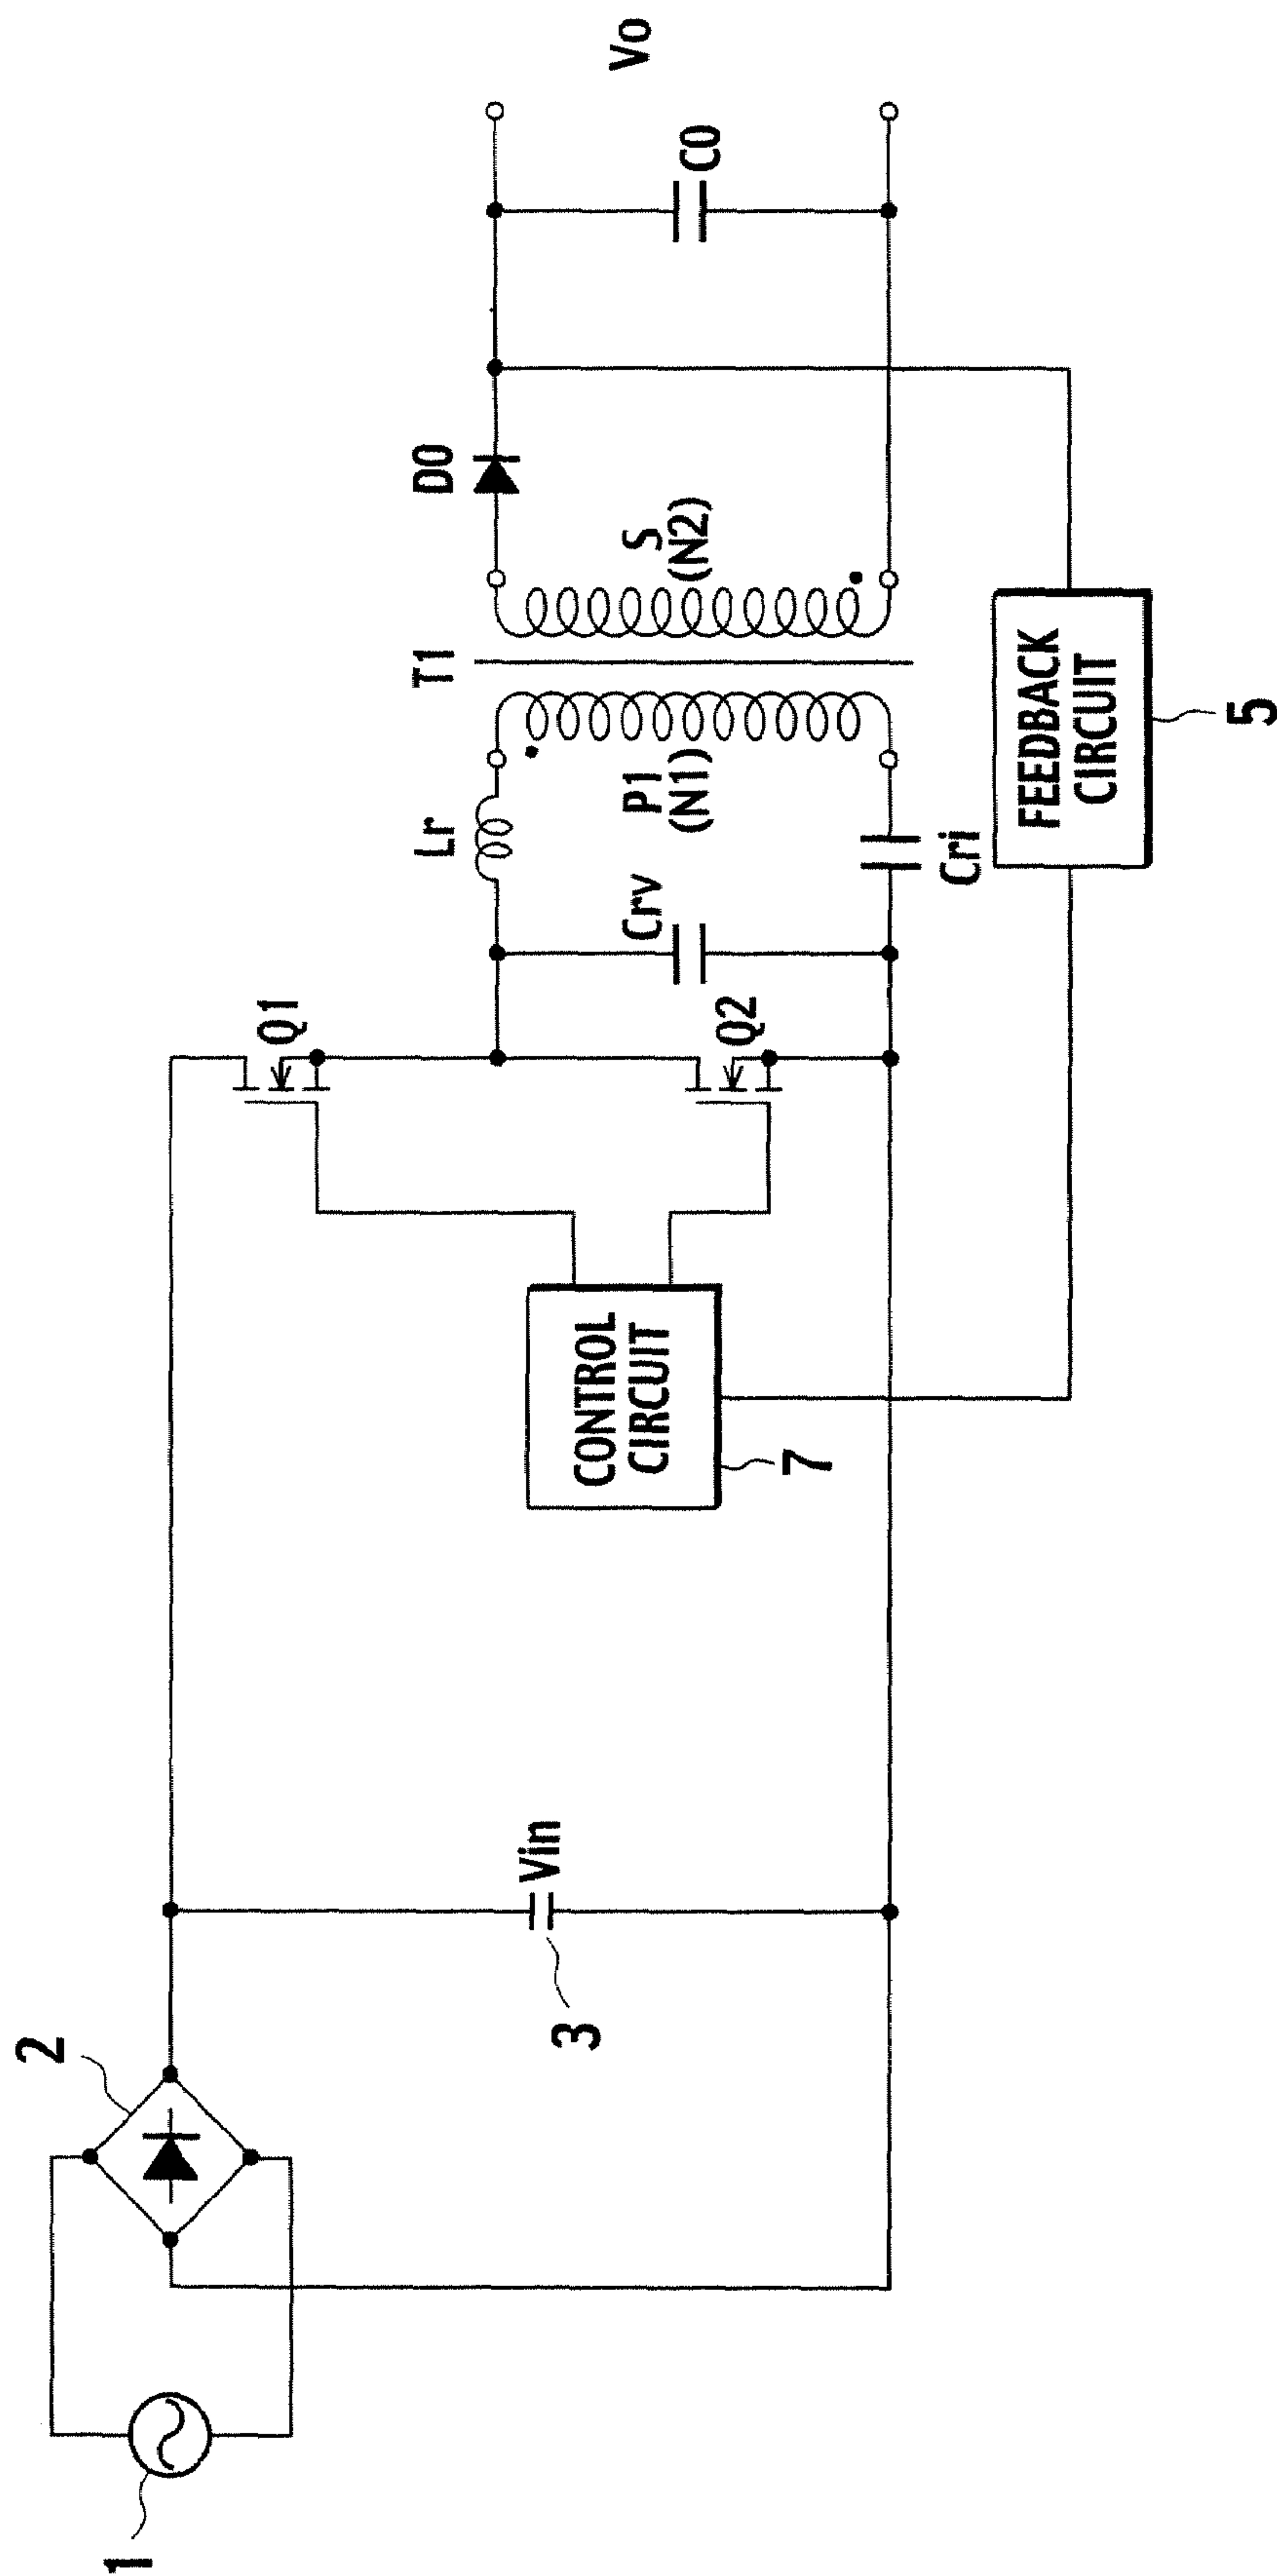 1
2
3
Vin
CONTROL
CIRCUIT
7
Q1
Q2
Crv
Lr
Cri
P1
(N1)
T1
S
(N2)
D0
C0
Vo
FEEDBACK
CIRCUIT
5